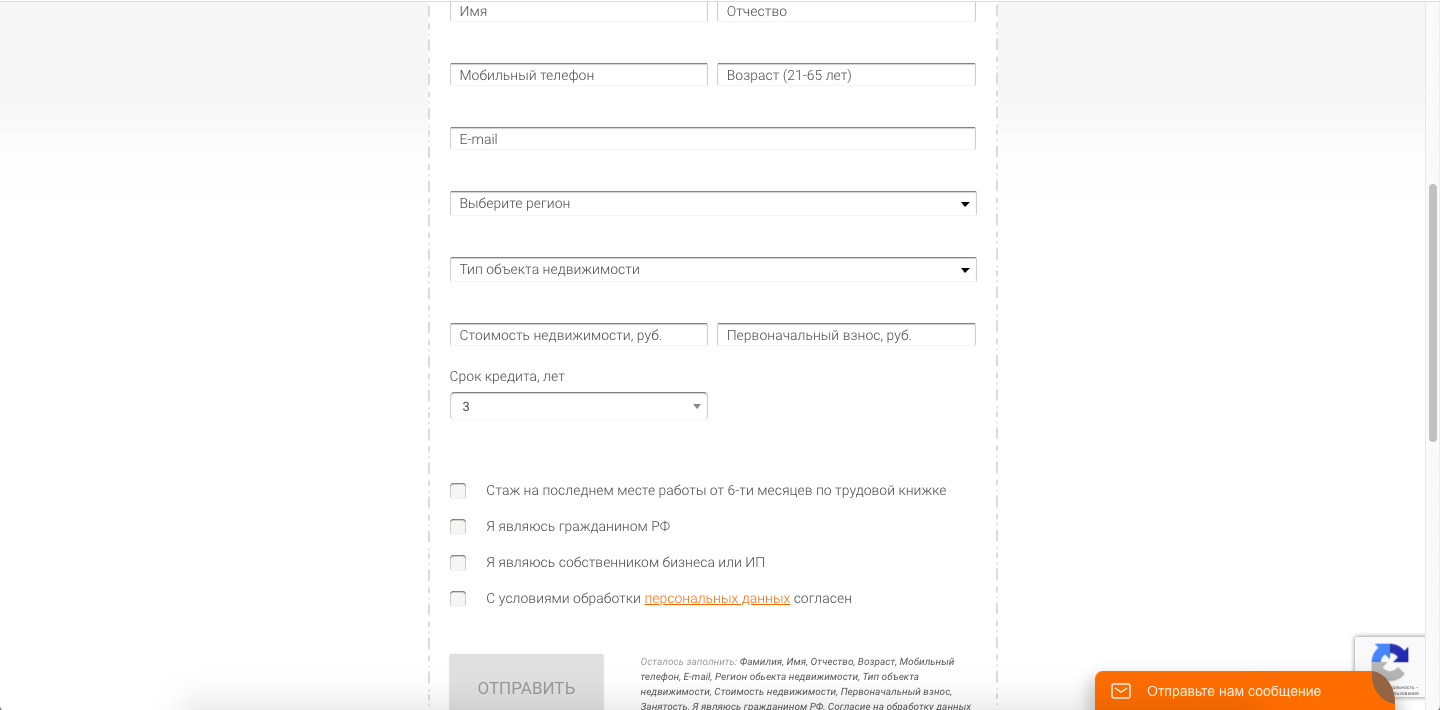 Имя
Отчество
Мобильный телефон
Возраст (21-65 лет)
E-mail
Выберите регион
Тип объекта недвижимости
Стоимость недвижимости, руб.
Первоначальный взнос, руб.
Срок кредита, лет
3
Стаж на последнем месте работы от 6-ти месяцев по трудовой книжке
Я являюсь гражданином РФ
Я являюсь собственником бизнеса или ИП
С условиями обработки персональных данных согласен
ОТПРАВИТЬ
Осталось заполнить: Фамилия, Имя, Отчество, Возраст, Мобильный
телефон, E-mail, Регион обьекта недвижимости, Тип объекта
недвижимости, Стоимость недвижимости, Первоначальный взнос,
Занятость, Я являюсь гражданином РФ, Согласие на обработку данных
Отправьте нам сообщение